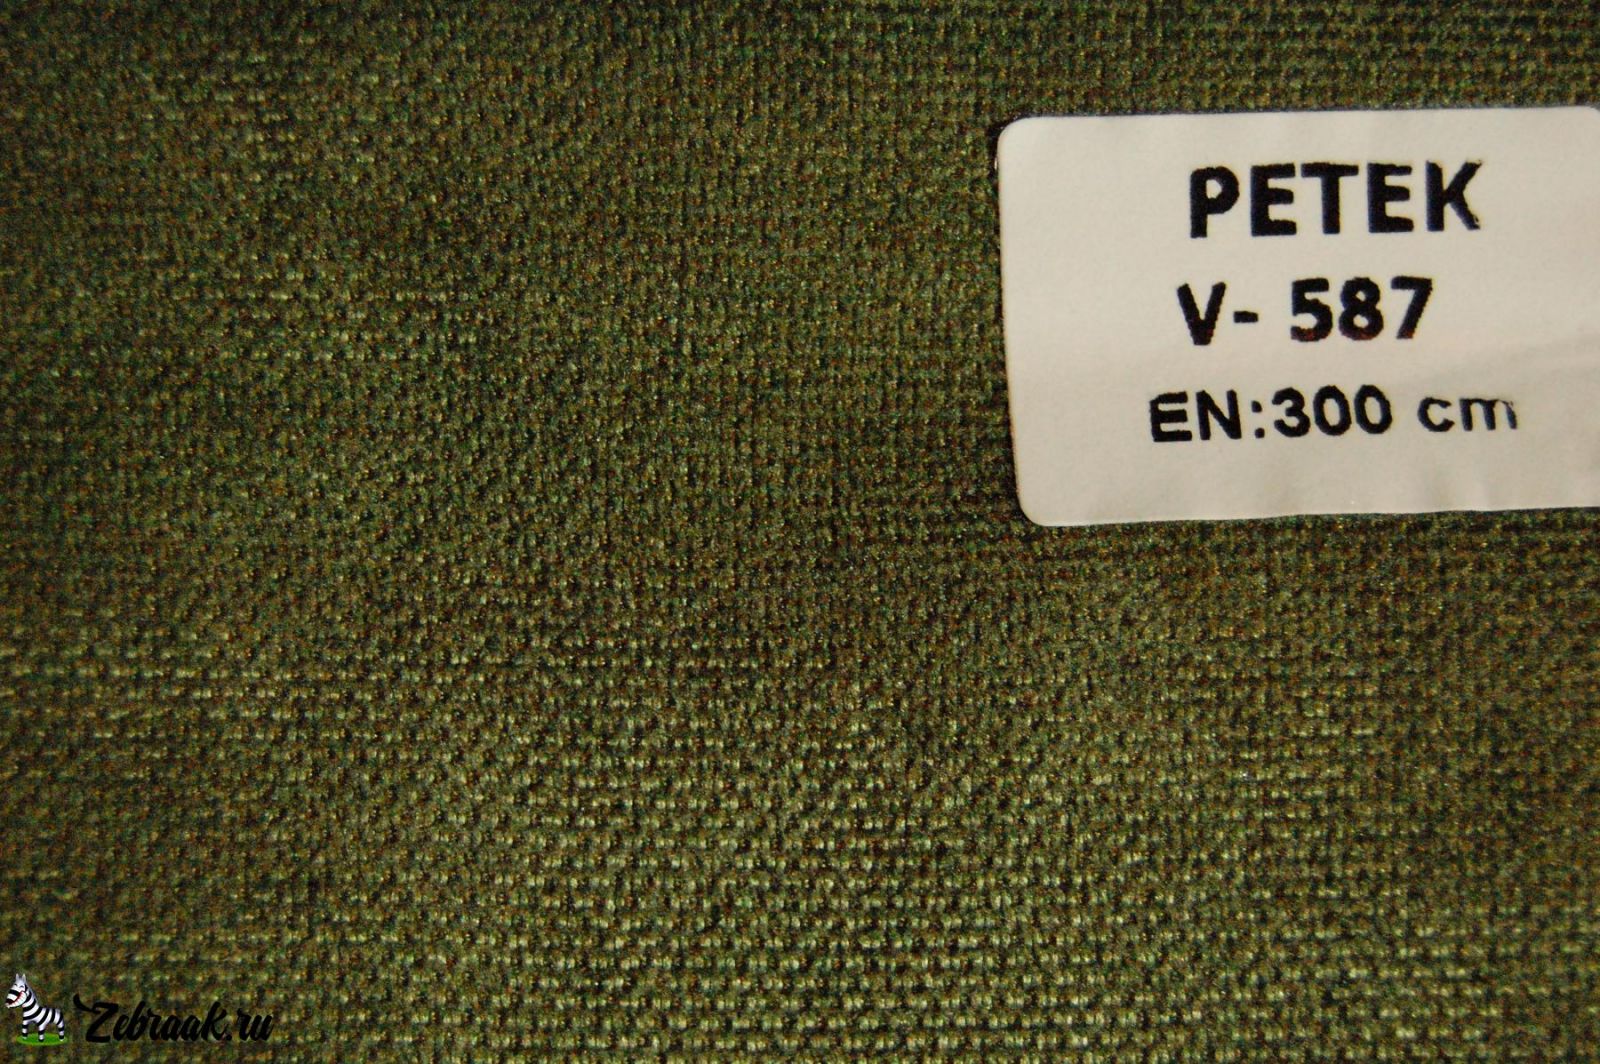 PETEK
V- 587
EN:300 cm
Zebraak.ru